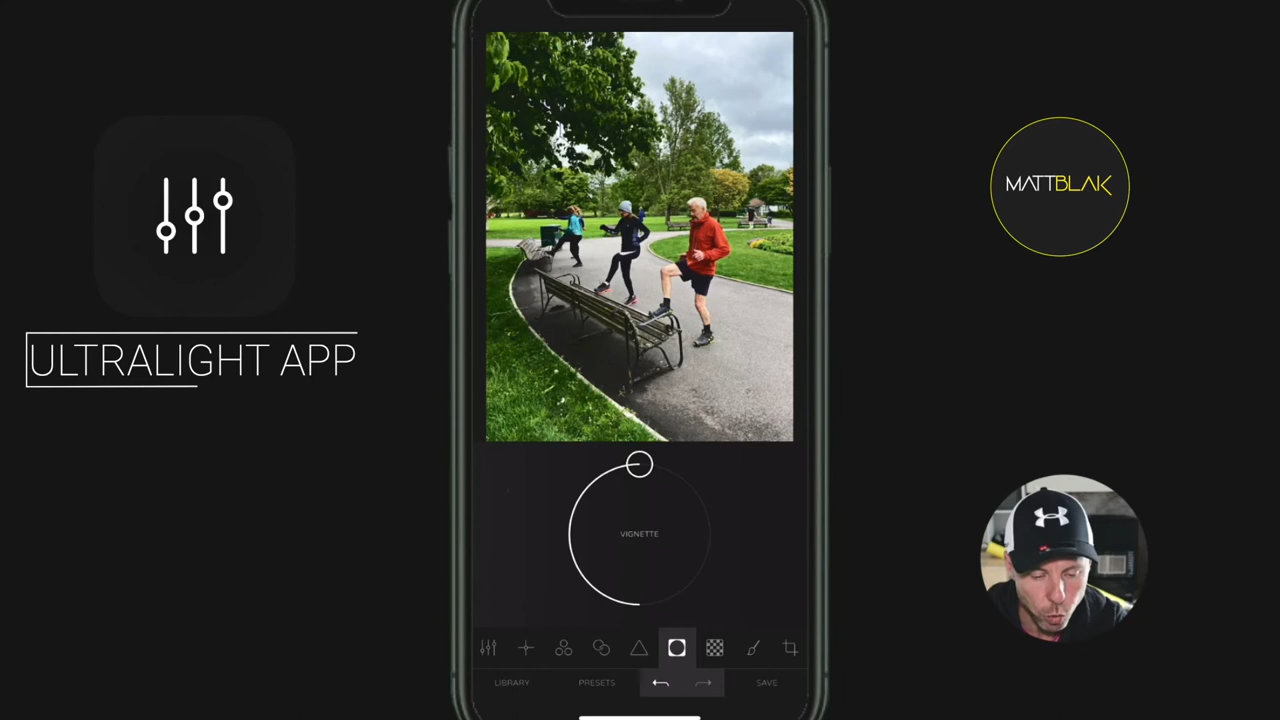 ULTRALIGHT APP
MATTBLAK
VIGNETTE
LIBRARY
PRESETS
SAVE